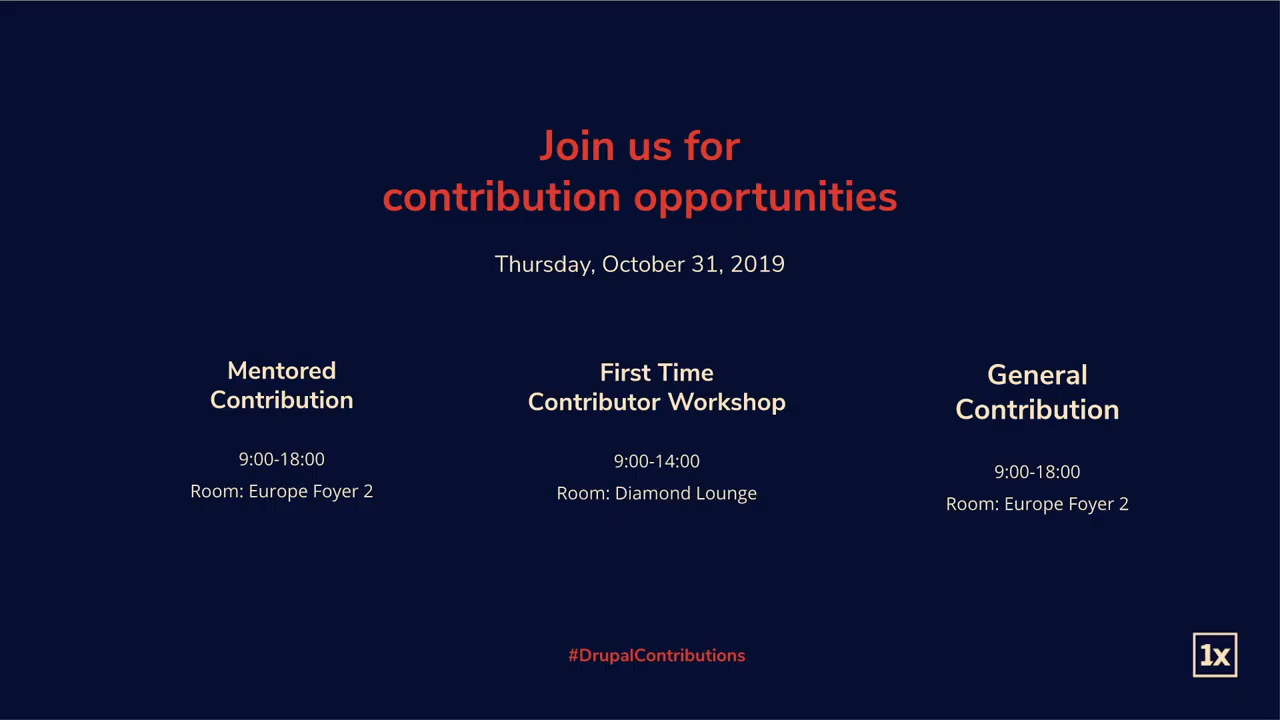 Join us for
contribution opportunities
Thursday, October 31, 2019
Mentored
Contribution
9:00-18:00
Room: Europe Foyer 2
First Time
Contributor Workshop
9:00-14:00
Room: Diamond Lounge
General
Contribution
9:00-18:00
Room: Europe Foyer 2
#DrupalContributions
1x